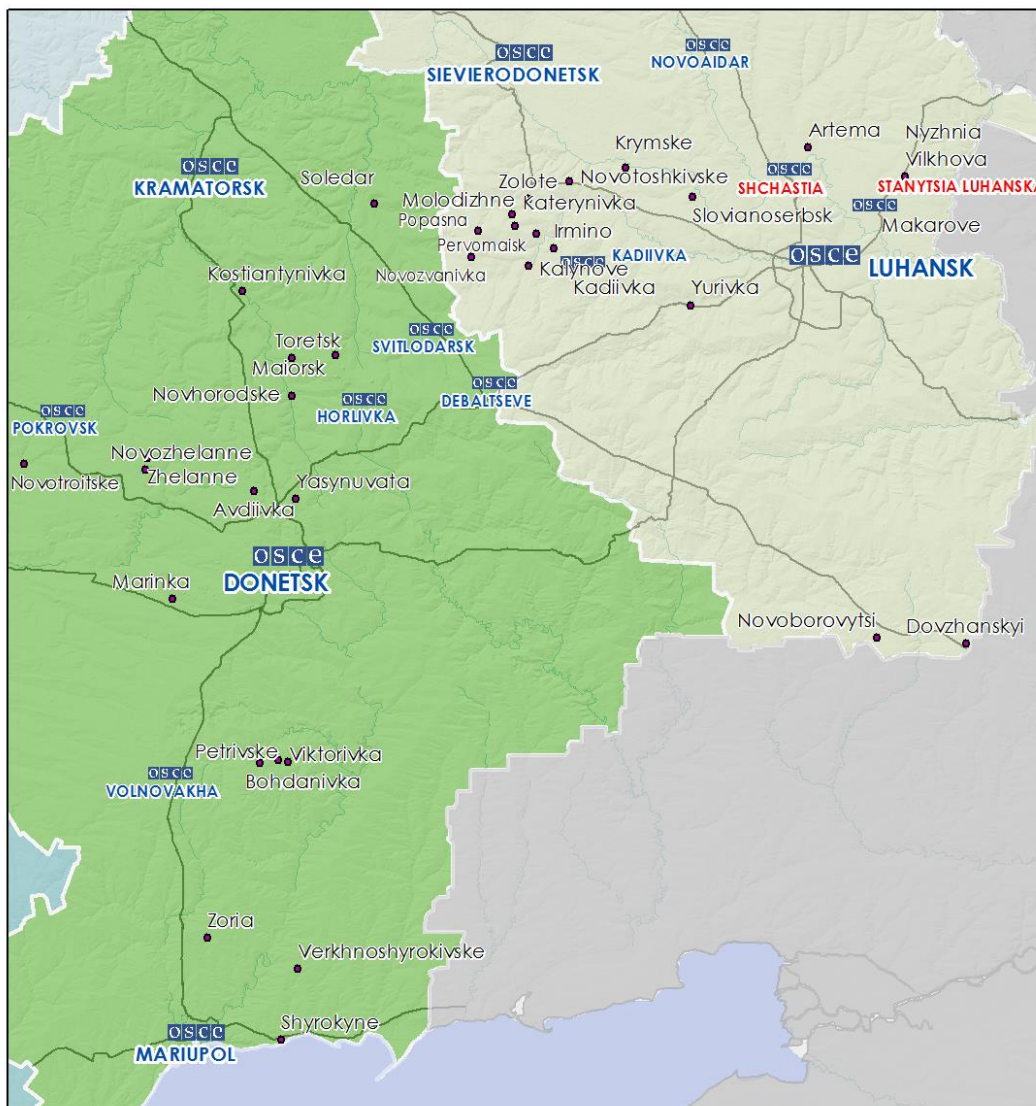 osce
NOVOAIDAR
osce
SIEVIERODONETSK
Artema
Nyzhnia
Vilkhova
STANYTSIA LUHANSKA
Krymske
osce
SHCHASTIA
osce
KRAMATORSK
Soledar
Zolote
Novotoshkivske
Molodizhne
Katerynivka
Slovianoserbsk
osce
Makarove
Popasna
Irmino
Pervomaisk
osce
KADIIVKA
osce
LUHANSK
Novozvanivka
Kalynove
Kadiivka
Yurivka
Kostiantynivka
osce
SVITLODARSK
Toretsk
Maiorsk
osce
DEBALTSEVE
Novhorodske
osce
HORLIVKA
osce
POKROVSK
Novozhelanne
Zhelanne
Novotroitske
Yasynuvata
Avdiivka
osce
DONETSK
Marinka
Novoborovytsi
Dovzhanskyi
Petrivske
Viktorivka
Bohdanivka
osce
VOLNOVAKHA
Zoria
Verkhnoshyrokivske
Shyrokyne
osce
MARIUPOL